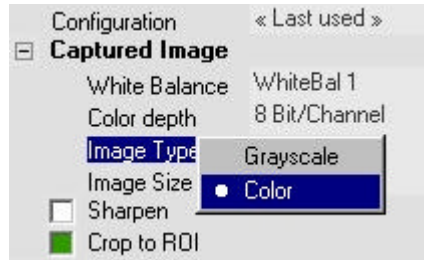 Configuration « Last used »
Captured Image
White Balance WhiteBal 1
Color depth 8 Bit/Channel
Image Type Grayscale
Image Size Color
Sharpen
Crop to ROI